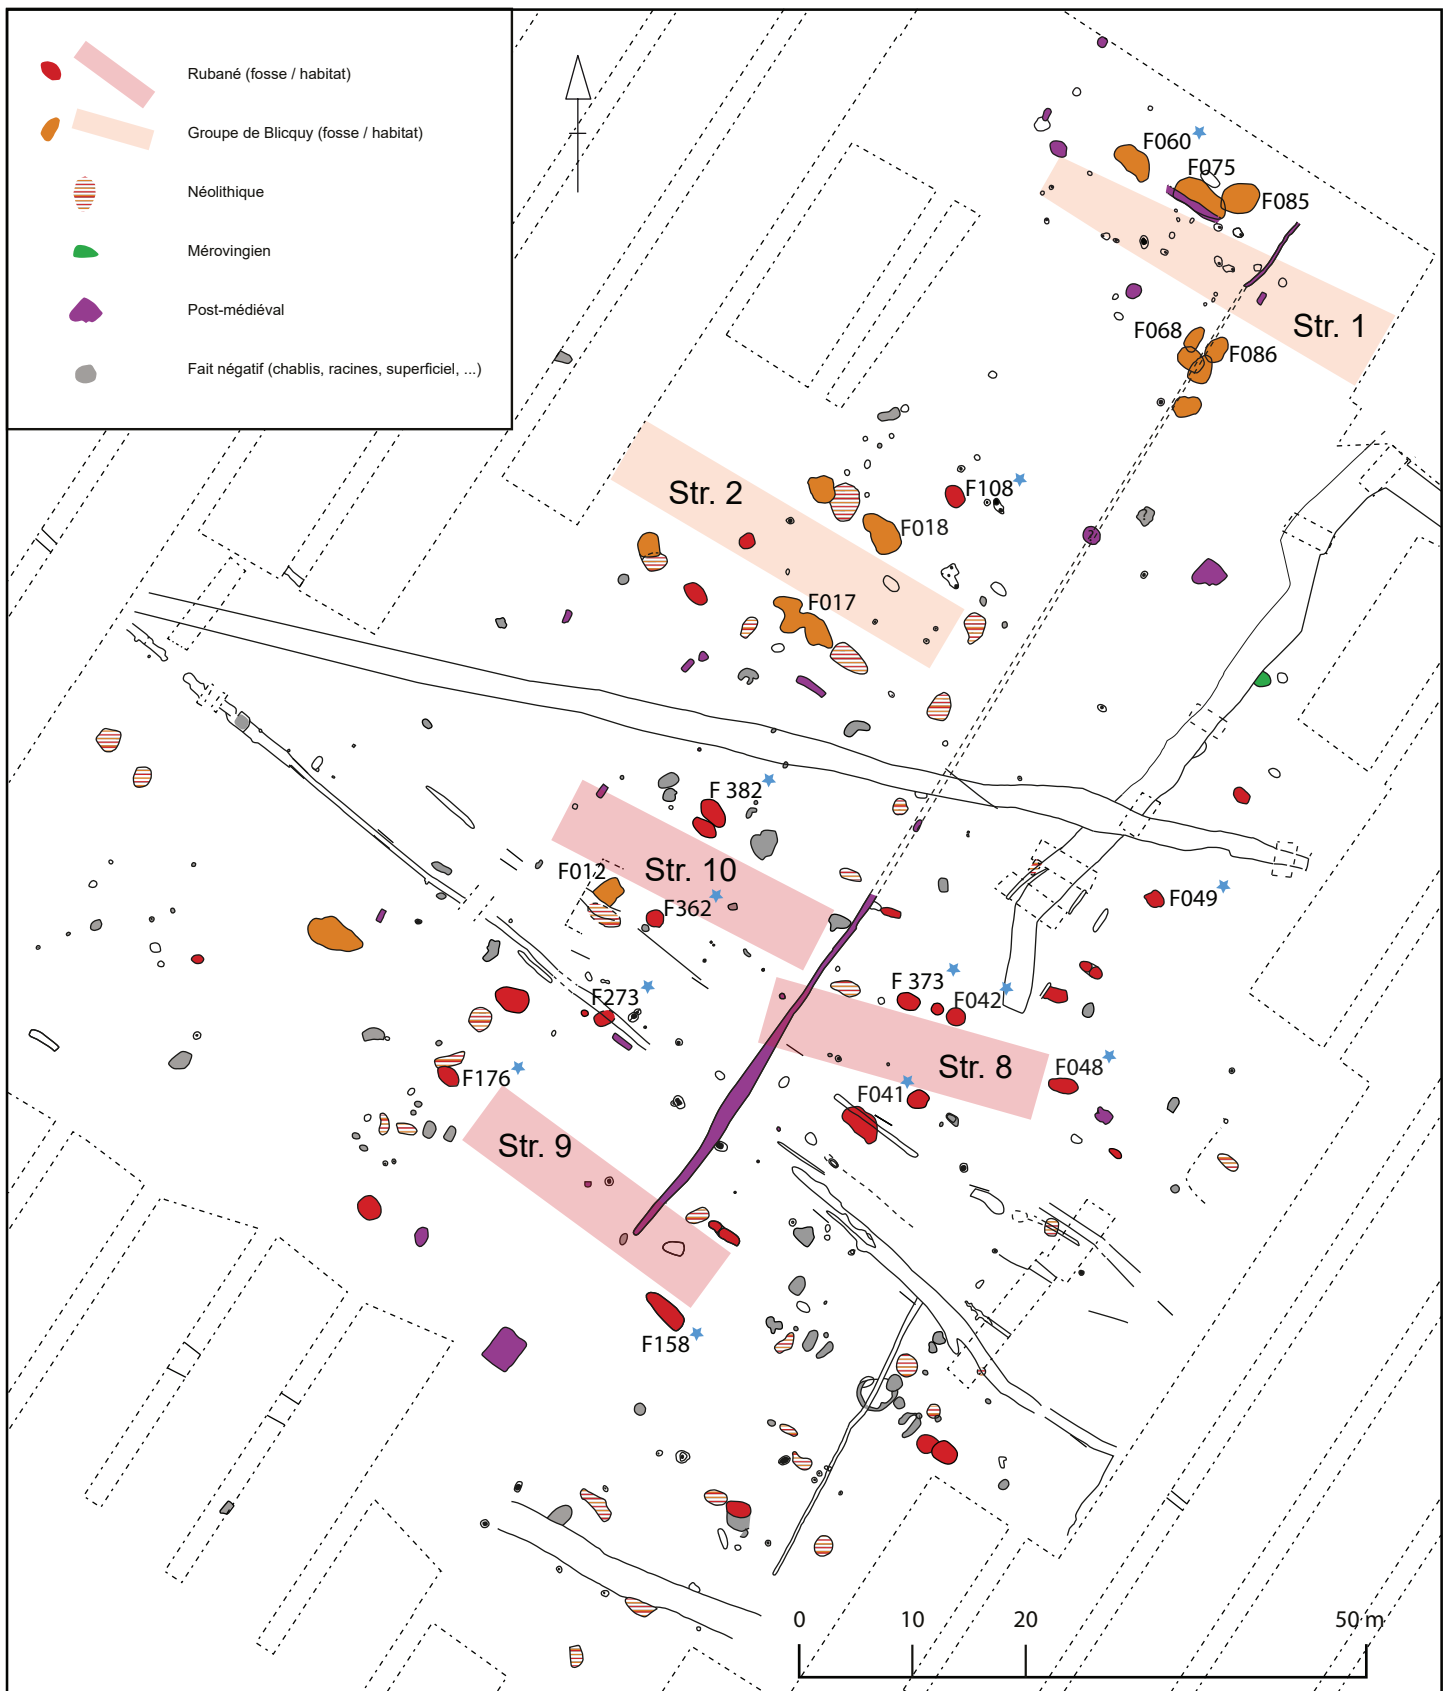 Rubané (fosse / habitat)
Groupe de Blicquy (fosse / habitat)
Néolithique
Mérovingien
Post-médiéval
Fait négatif (chablis, racines, superficiel, ...)
F060
F075
F085
Str. 1
F068
F086
Str. 2
F108
F018
?
?
F017
F 382
Str. 10
F012
F362
F049
F 373
F042
F273
Str. 8
F048
F176
F041
Str. 9
F158
0 10 20 50 m